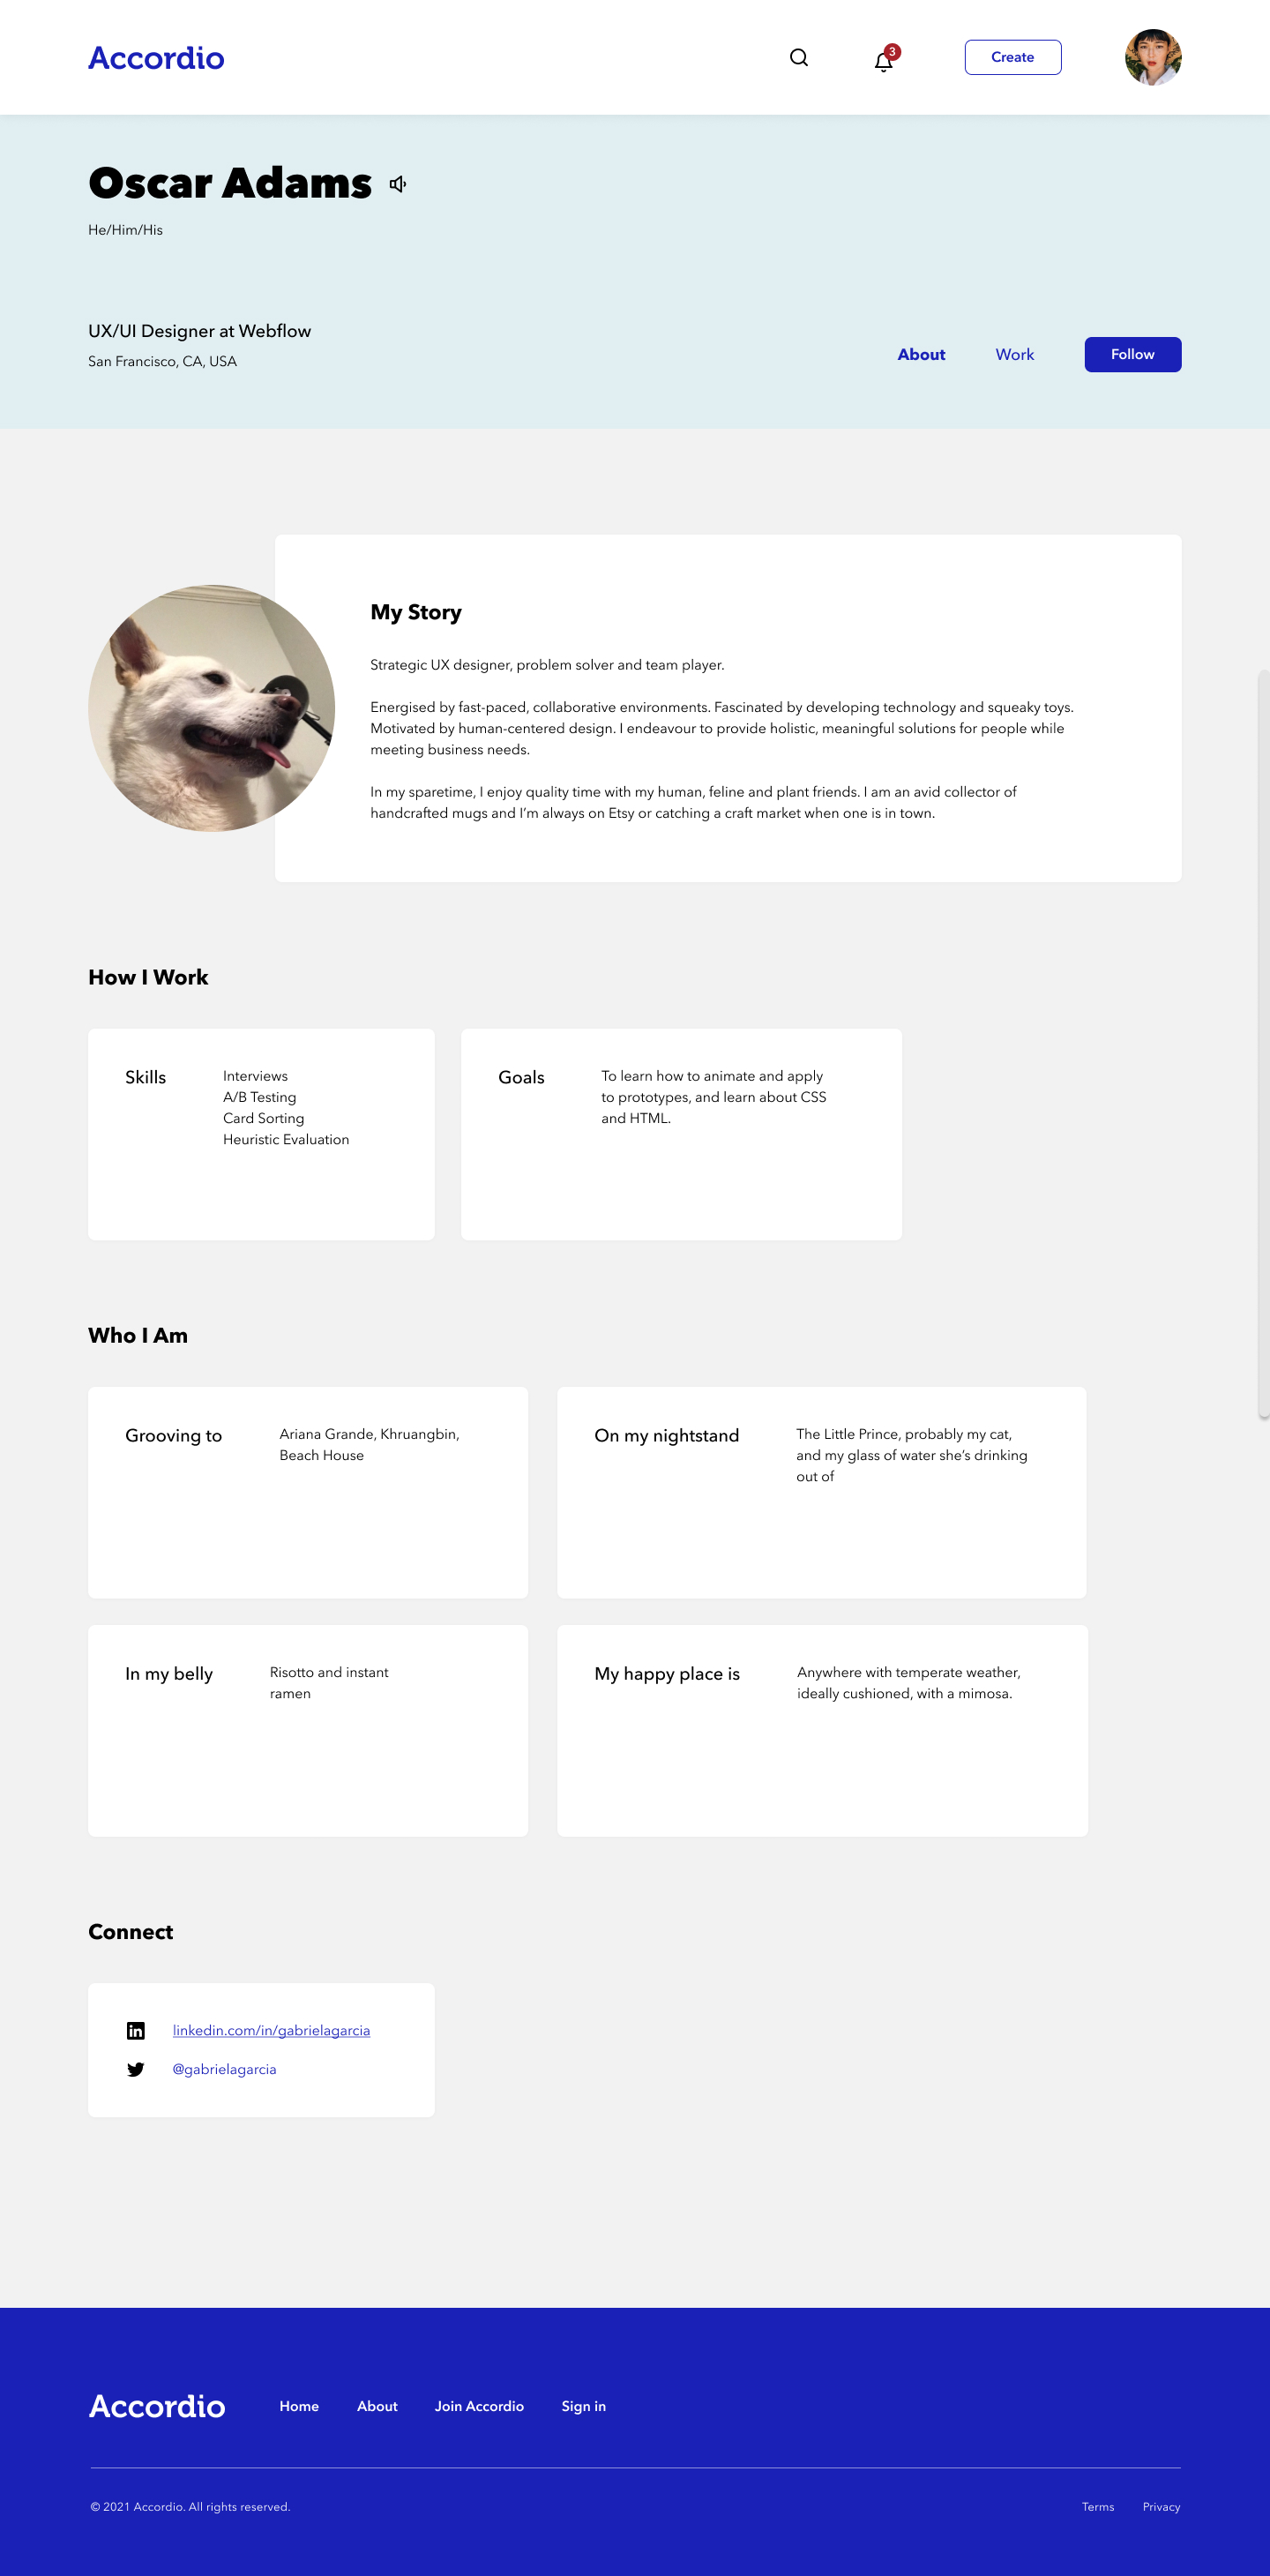 Accordio
3
Create
Oscar Adams
He/Him/His
UX/UI Designer at Webflow
San Francisco, CA, USA
About
Work
Follow
My Story
Strategic UX designer, problem solver and team player.
Energised by fast-paced, collaborative environments. Fascinated by developing technology and squeaky toys.
Motivated by human-centered design. I endeavour to provide holistic, meaningful solutions for people while
meeting business needs.
In my sparetime, I enjoy quality time with my human, feline and plant friends. I am an avid collector of
handcrafted mugs and I’m always on Etsy or catching a craft market when one is in town.
How I Work
Skills
Interviews
A/B Testing
Card Sorting
Heuristic Evaluation
Goals
To learn how to animate and apply
to prototypes, and learn about CSS
and HTML.
Who I Am
Grooving to
Ariana Grande, Khruangbin,
Beach House
On my nightstand
The Little Prince, probably my cat,
and my glass of water she’s drinking
out of
In my belly
Risotto and instant
ramen
My happy place is
Anywhere with temperate weather,
ideally cushioned, with a mimosa.
Connect
linkedin.com/in/gabrielagarcia
@gabrielagarcia
Accordio
Home
About
Join Accordio
Sign in
© 2021 Accordio. All rights reserved.
Terms
Privacy